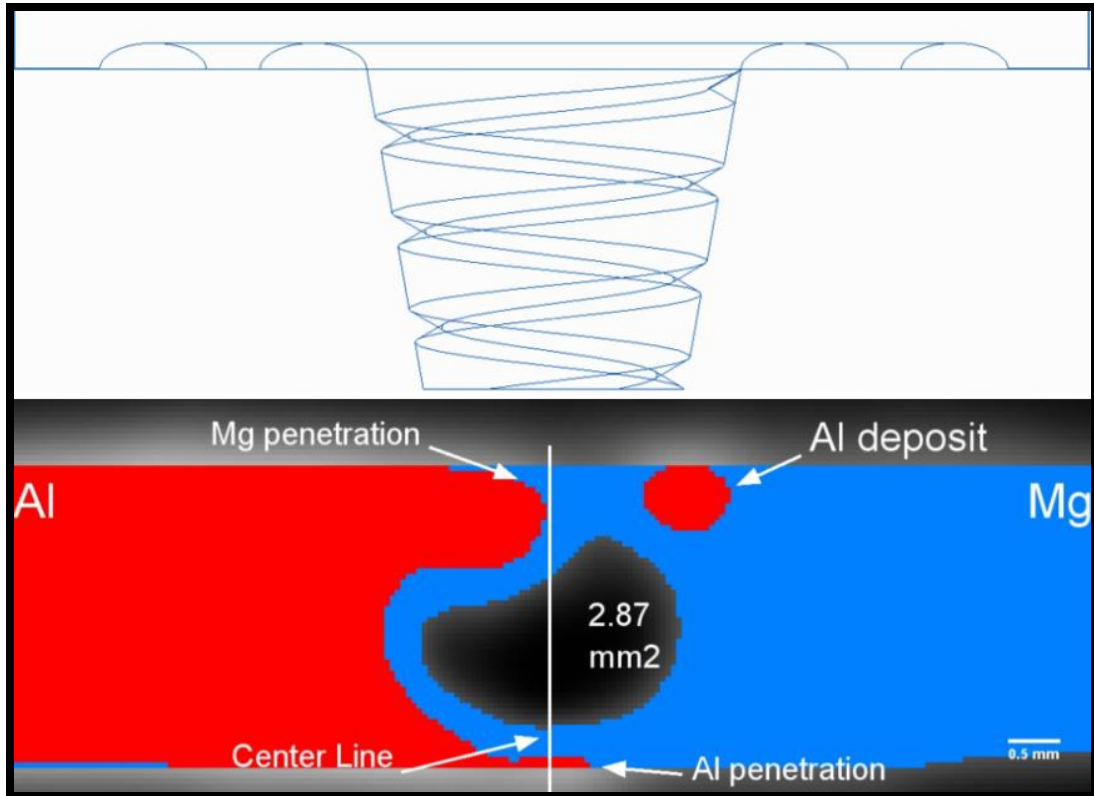 Mg penetration
Al deposit
Al
Mg
2.87
mm2
Center Line
Al penetration
0.5 mm